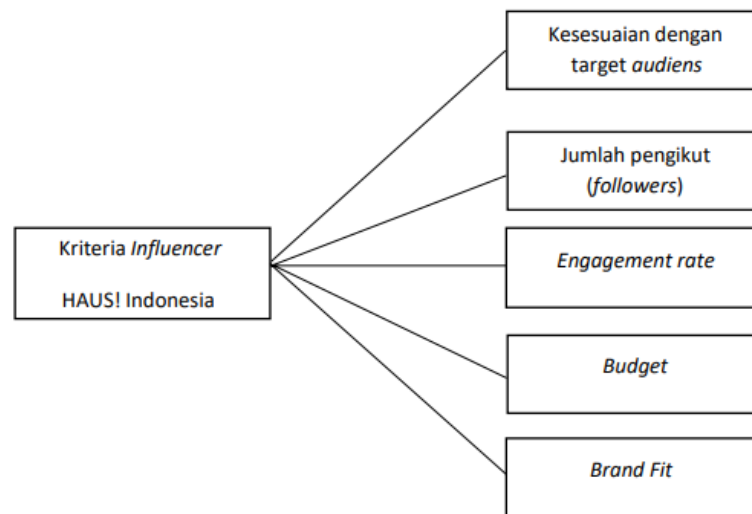 Kesesuaian dengan
target audiens
Jumlah pengikut
(followers)
Kriteria Influencer
HAUS! Indonesia
Engagement rate
Budget
Brand Fit